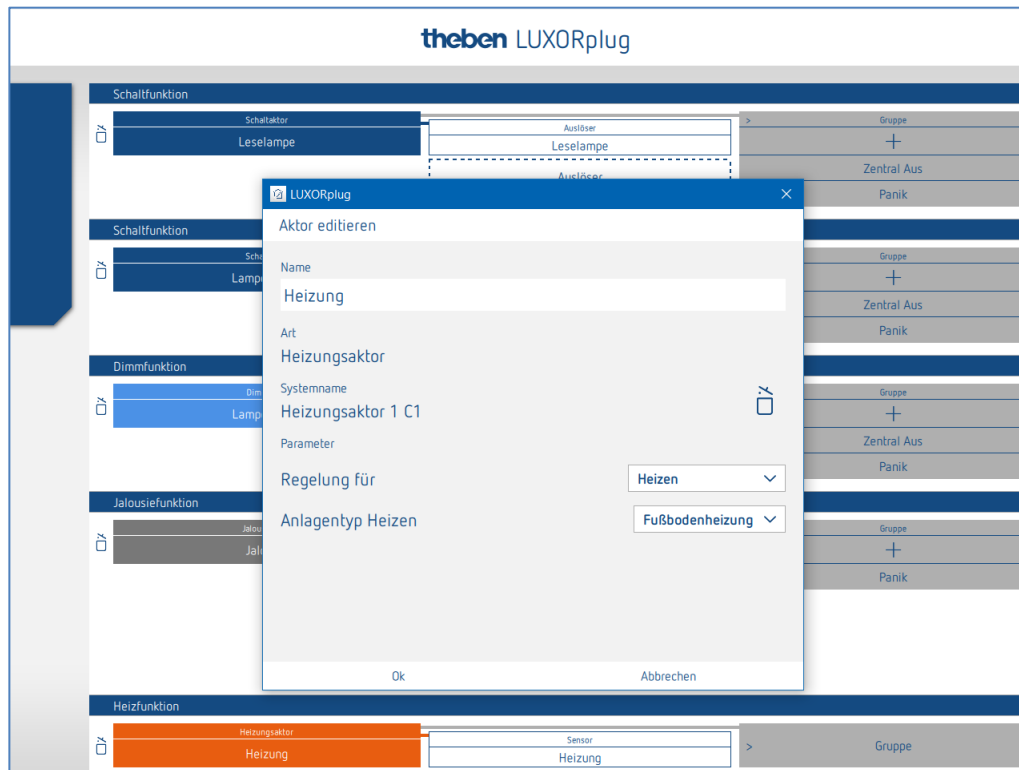 theben LUXORplug
Schaltfunktion
Schaltaktor
Leselampe
Auslöser
Leselampe
Auslöser
> Gruppe
+
Zentral Aus
Panik
LUXORplug
Aktor editieren
Name
Heizung
Art
Heizungsaktor
Systemname
Heizungsaktor 1 C1
Parameter
Regelung für
Heizen
Anlagentyp Heizen
Fußbodenheizung
Ok
Abbrechen
Schaltfunktion
Gruppe
+
Zentral Aus
Panik
Dimmfunktion
Gruppe
+
Zentral Aus
Panik
Jalousiefunktion
Gruppe
+
Panik
Heizfunktion
Heizungsaktor
Heizung
Sensor
Heizung
> Gruppe